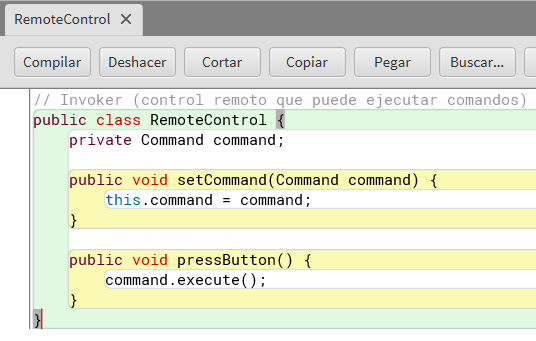 RemoteControl ×
Compilar Deshacer Cortar Copiar Pegar Buscar...
// Invoker (control remoto que puede ejecutar comandos)
public class RemoteControl {
private Command command;
public void setCommand(Command command) {
this.command = command;
}
public void pressButton() {
command.execute();
}
}